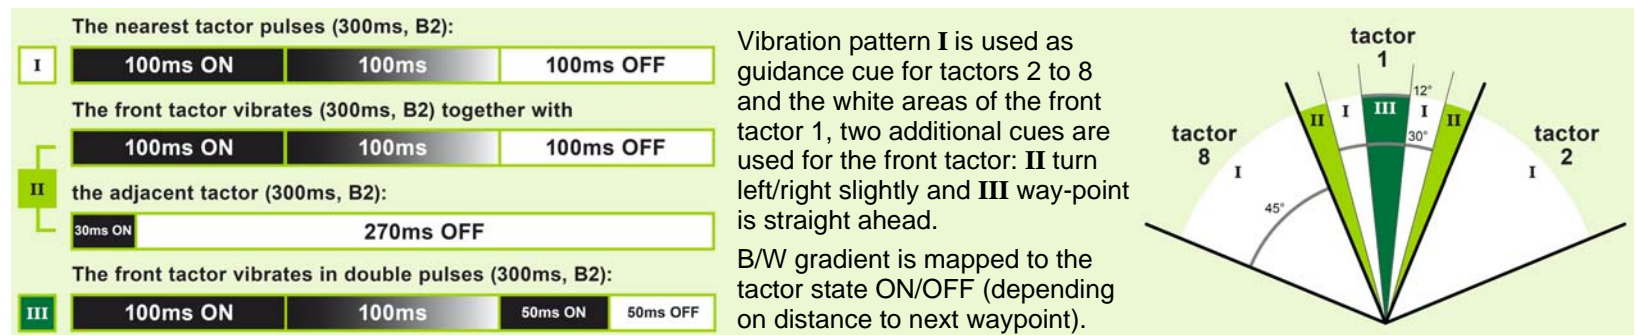 The nearest tactor pulses (300ms, B2):
I
100ms ON
100ms
100ms OFF
The front tactor vibrates (300ms, B2) together with
100ms ON
100ms
100ms OFF
II
the adjacent tactor (300ms, B2):
30ms ON
270ms OFF
The front tactor vibrates in double pulses (300ms, B2):
III
100ms ON
100ms
50ms ON
50ms OFF
Vibration pattern I is used as
guidance cue for tactors 2 to 8
and the white areas of the front
tactor 1, two additional cues are
used for the front tactor: II turn
left/right slightly and III way-point
is straight ahead.
B/W gradient is mapped to the
tactor state ON/OFF (depending
on distance to next waypoint).
tactor
1
12°
II
I
III
I
II
30°
tactor
8
I
45°
tactor
2
I